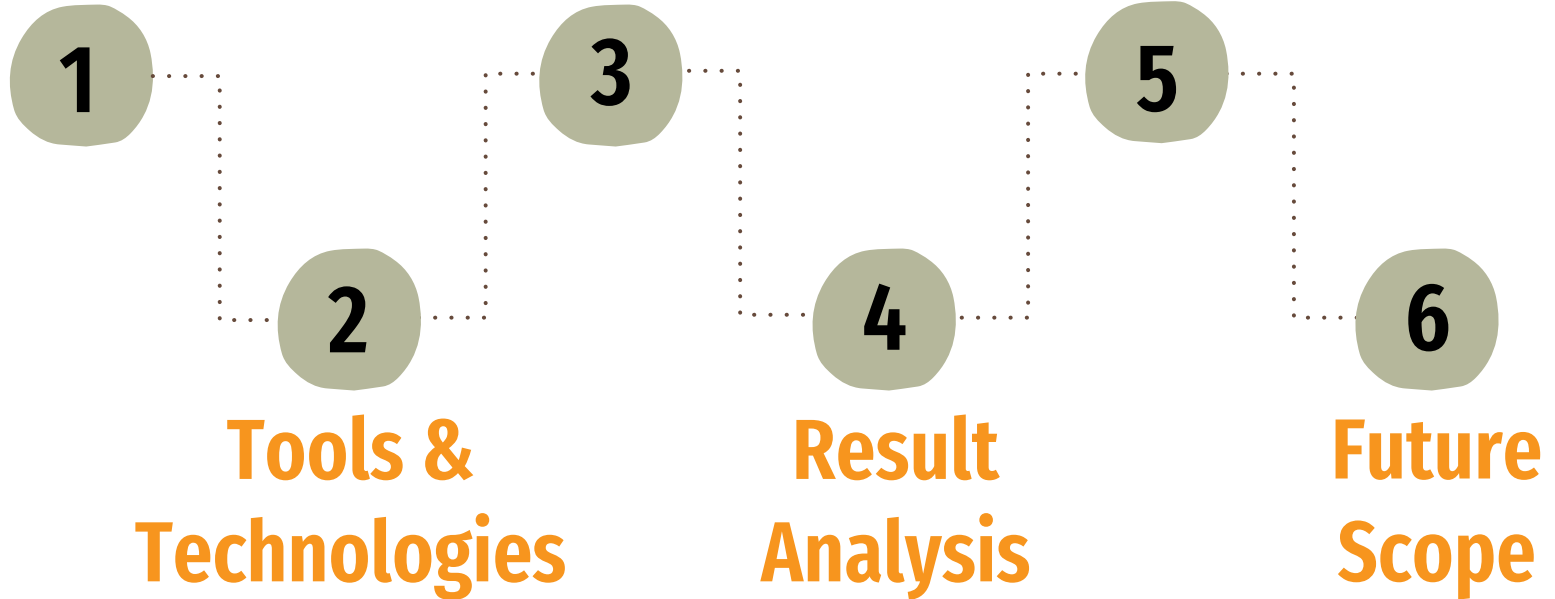 1
3
5
2
4
6
Tools &
Technologies
Result
Analysis
Future
Scope